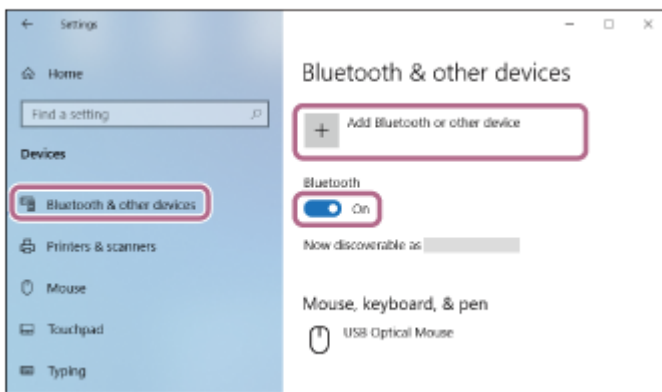 Settings
Home
Find a setting
Devices
Bluetooth & other devices
Printers & scanners
Mouse
Touchpad
Typing
Bluetooth & other devices
Add Bluetooth or other device
Bluetooth
On
Now discoverable as
Mouse, keyboard, & pen
USB Optical Mouse